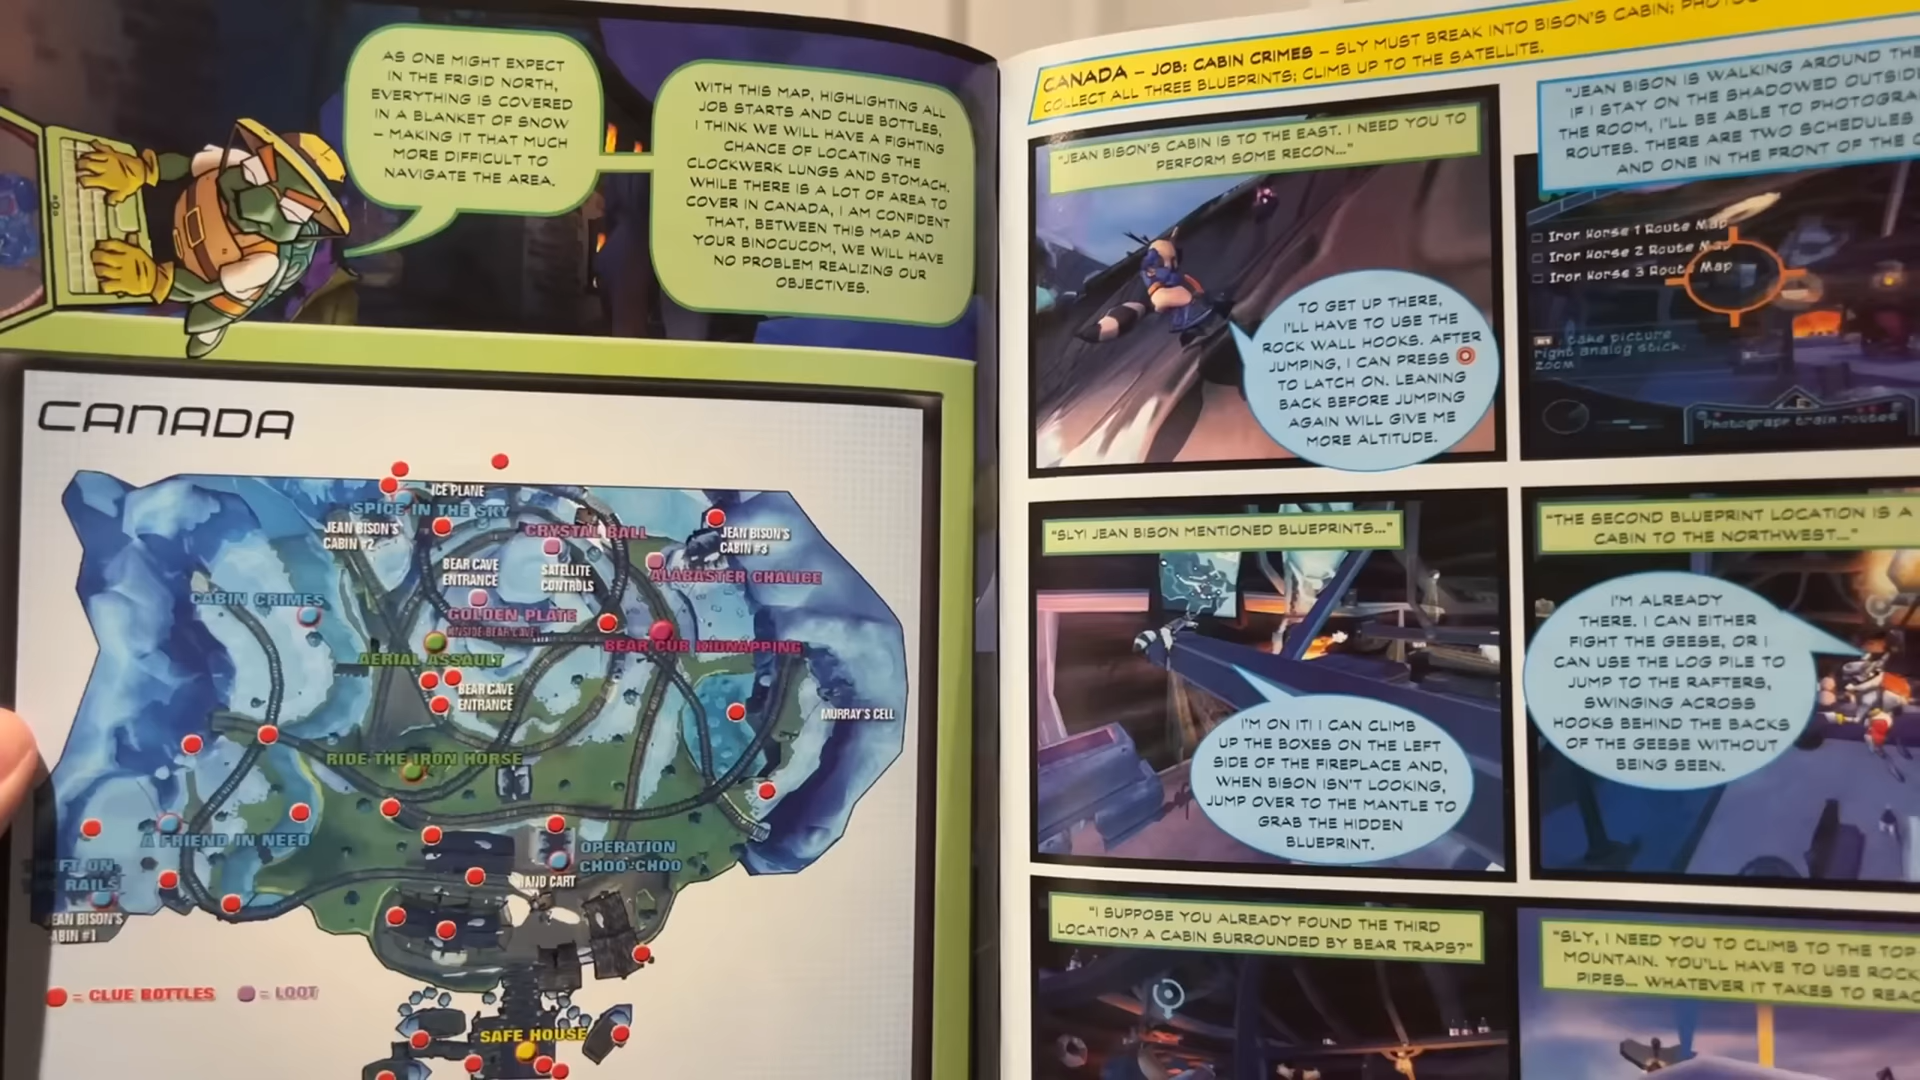 AS ONE MIGHT EXPECT
IN THE FRIGID NORTH,
EVERYTHING IS COVERED
IN A BLANKET OF SNOW
– MAKING IT THAT MUCH
MORE DIFFICULT TO
NAVIGATE THE AREA.
WITH THIS MAP, HIGHLIGHTING ALL
JOB STARTS AND CLUE BOTTLES,
I THINK WE WILL HAVE A FIGHTING
CHANCE OF LOCATING THE
CLOCKWERK LUNGS AND STOMACH.
WHILE THERE IS A LOT OF AREA TO
COVER IN CANADA, I AM CONFIDENT
THAT, BETWEEN THIS MAP AND
YOUR BINOCUCOM, WE WILL HAVE
NO PROBLEM REALIZING OUR
OBJECTIVES.
CANADA
ICE PLANE
SPICE IN THE SKY
JEAN BISON'S
CABIN #2
CRYSTAL BALL
JEAN BISON'S
CABIN #3
BEAR CAVE
ENTRANCE
SATELLITE
CONTROLS
ALABASTER CHALICE
CABIN CRIMES
GOLDEN PLATE
(INSIDE BEAR CAVE)
BEAR CUB KIDNAPPING
AERIAL ASSAULT
BEAR CAVE
ENTRANCE
MURRAY'S CELL
RIDE THE IRON HORSE
A FRIEND IN NEED
OPERATION
CHOO-CHOO
HAND CART
ON
RAILS
JEAN BISON'S
CABIN #1
= CLUE BOTTLES
= LOOT
SAFE HOUSE
CANADA – JOB: CABIN CRIMES – SLY MUST BREAK INTO BISON'S CABIN;
COLLECT ALL THREE BLUEPRINTS; CLIMB UP TO THE SATELLITE.
"JEAN BISON'S CABIN IS TO THE EAST. I NEED YOU TO
PERFORM SOME RECON..."
TO GET UP THERE,
I'LL HAVE TO USE THE
ROCK WALL HOOKS. AFTER
JUMPING, I CAN PRESS
TO LATCH ON. LEANING
BACK BEFORE JUMPING
AGAIN WILL GIVE ME
MORE ALTITUDE.
"JEAN BISON IS WALKING AROUND THE
IF I STAY ON THE SHADOWED
THE ROOM, I'LL BE ABLE TO
ROUTES. THERE ARE TWO SCHEDULES
AND ONE IN THE FRONT OF THE
Iron Horse 1 Route Map
Iron Horse 2 Route Map
Iron Horse 3 Route Map
take picture
right analog stick:
zoom
Photograph train routes
"SLY! JEAN BISON MENTIONED BLUEPRINTS..."
I'M ON IT! I CAN CLIMB
UP THE BOXES ON THE LEFT
SIDE OF THE FIREPLACE AND,
WHEN BISON ISN'T LOOKING,
JUMP OVER TO THE MANTLE TO
GRAB THE HIDDEN
BLUEPRINT.
"THE SECOND BLUEPRINT LOCATION IS A
CABIN TO THE NORTHWEST..."
I'M ALREADY
THERE. I CAN EITHER
FIGHT THE GEESE, OR I
CAN USE THE LOG PILE TO
JUMP TO THE RAFTERS,
SWINGING ACROSS
HOOKS BEHIND THE BACKS
OF THE GEESE WITHOUT
BEING SEEN.
"I SUPPOSE YOU ALREADY FOUND THE THIRD
LOCATION? A CABIN SURROUNDED BY BEAR TRAPS?"
"SLY, I NEED YOU TO CLIMB TO THE TOP
MOUNTAIN. YOU'LL HAVE TO USE ROCK
PIPES... WHATEVER IT TAKES TO